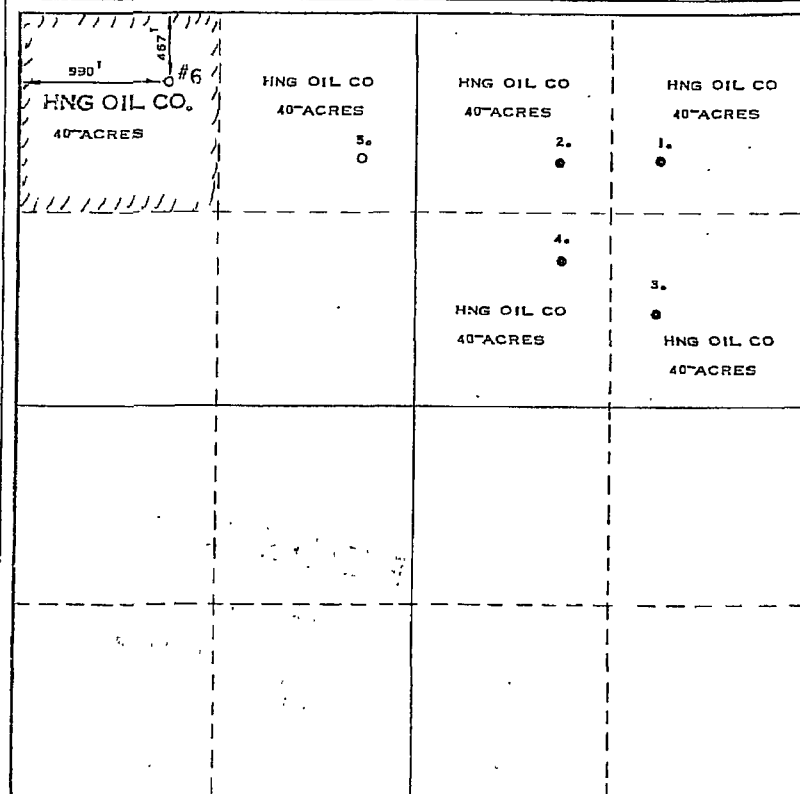 467'
990'
#6
HNG OIL CO.
40-ACRES
HNG OIL CO
40-ACRES
5.
HNG OIL CO
40-ACRES
2.
HNG OIL CO
40-ACRES
1.
4.
HNG OIL CO
40-ACRES
3.
HNG OIL CO
40-ACRES